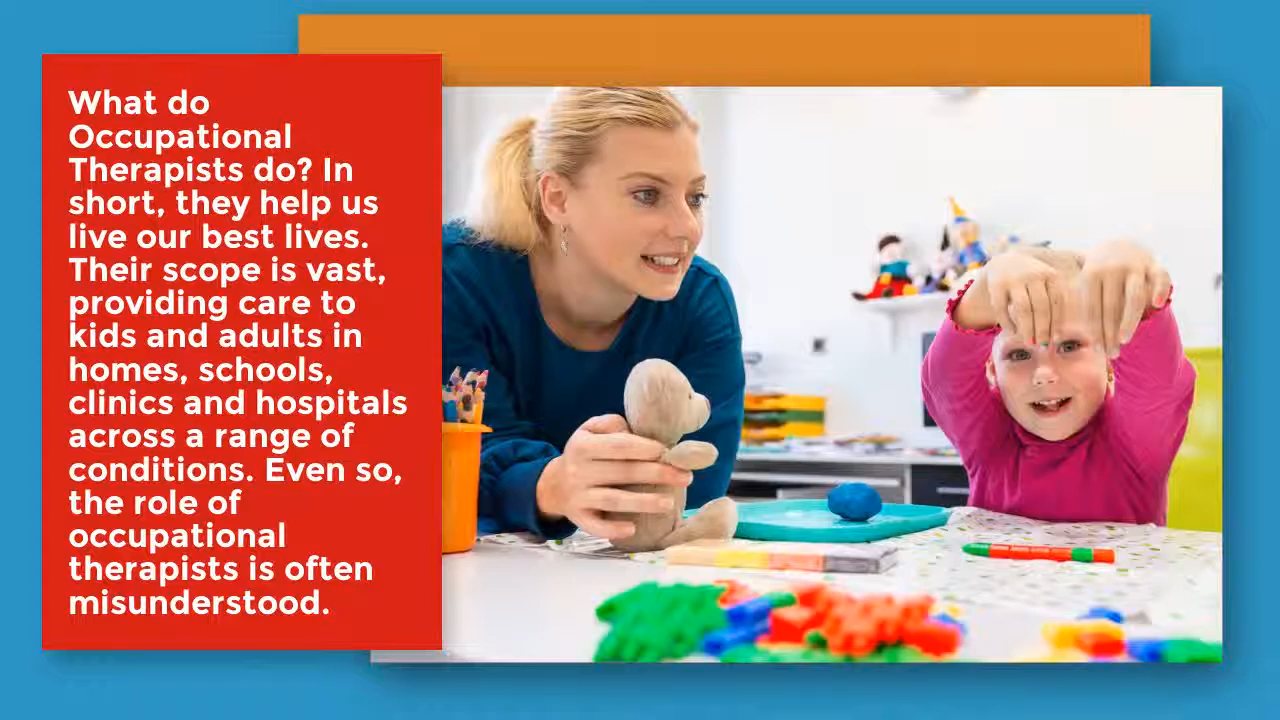 What do
Occupational
Therapists do? In
short, they help us
live our best lives.
Their scope is vast,
providing care to
kids and adults in
homes, schools,
clinics and hospitals
across a range of
conditions. Even so,
the role of
occupational
therapists is often
misunderstood.